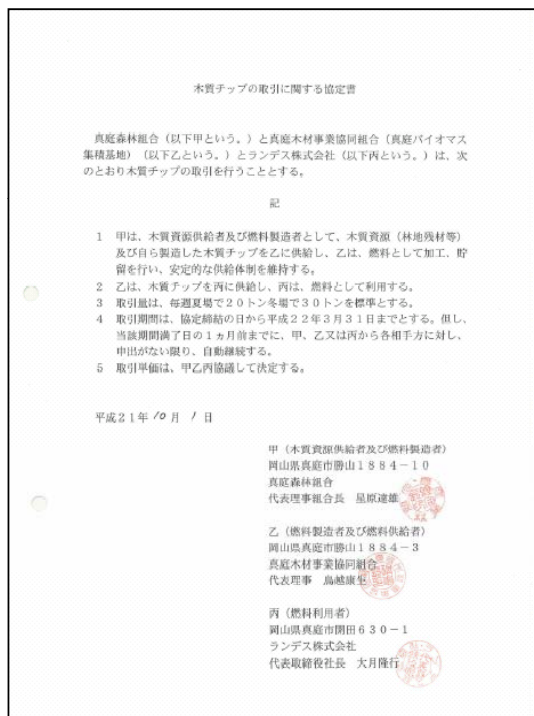 木質チップの取引に関する協定書
真庭森林組合（以下甲という。）と真庭木材事業協同組合（真庭バイオマス
集積基地）（以下乙という。）とランデス株式会社（以下丙という。）は、次
のとおり木質チップの取引を行うこととする。
記
1 甲は、木質資源供給者及び燃料製造者として、木質資源（林地残材等）
及び自ら製造した木質チップを乙に供給し、乙は、燃料として加工、貯
留を行い、安定的な供給体制を維持する。
2 乙は、木質チップを丙に供給し、丙は、燃料として利用する。
3 取引量は、毎週夏場で20トン冬場で30トンを標準とする。
4 取引期間は、協定締結の日から平成22年3月31日までとする。但し、
当該期間満了日の1ヵ月前までに、甲、乙又は丙から各相手方に対し、
申出がない限り、自動継続する。
5 取引単価は、甲乙丙協議して決定する。
平成21年10月1日
甲（木質資源供給者及び燃料製造者）
岡山県真庭市勝山1884－10
真庭森林組合
代表理事組合長 星原達雄
乙（燃料製造者及び燃料供給者）
岡山県真庭市勝山1884－3
真庭木材事業協同組合
代表理事 鳥越康生
丙（燃料利用者）
岡山県真庭市開田630－1
ランデス株式会社
代表取締役社長 大月隆行